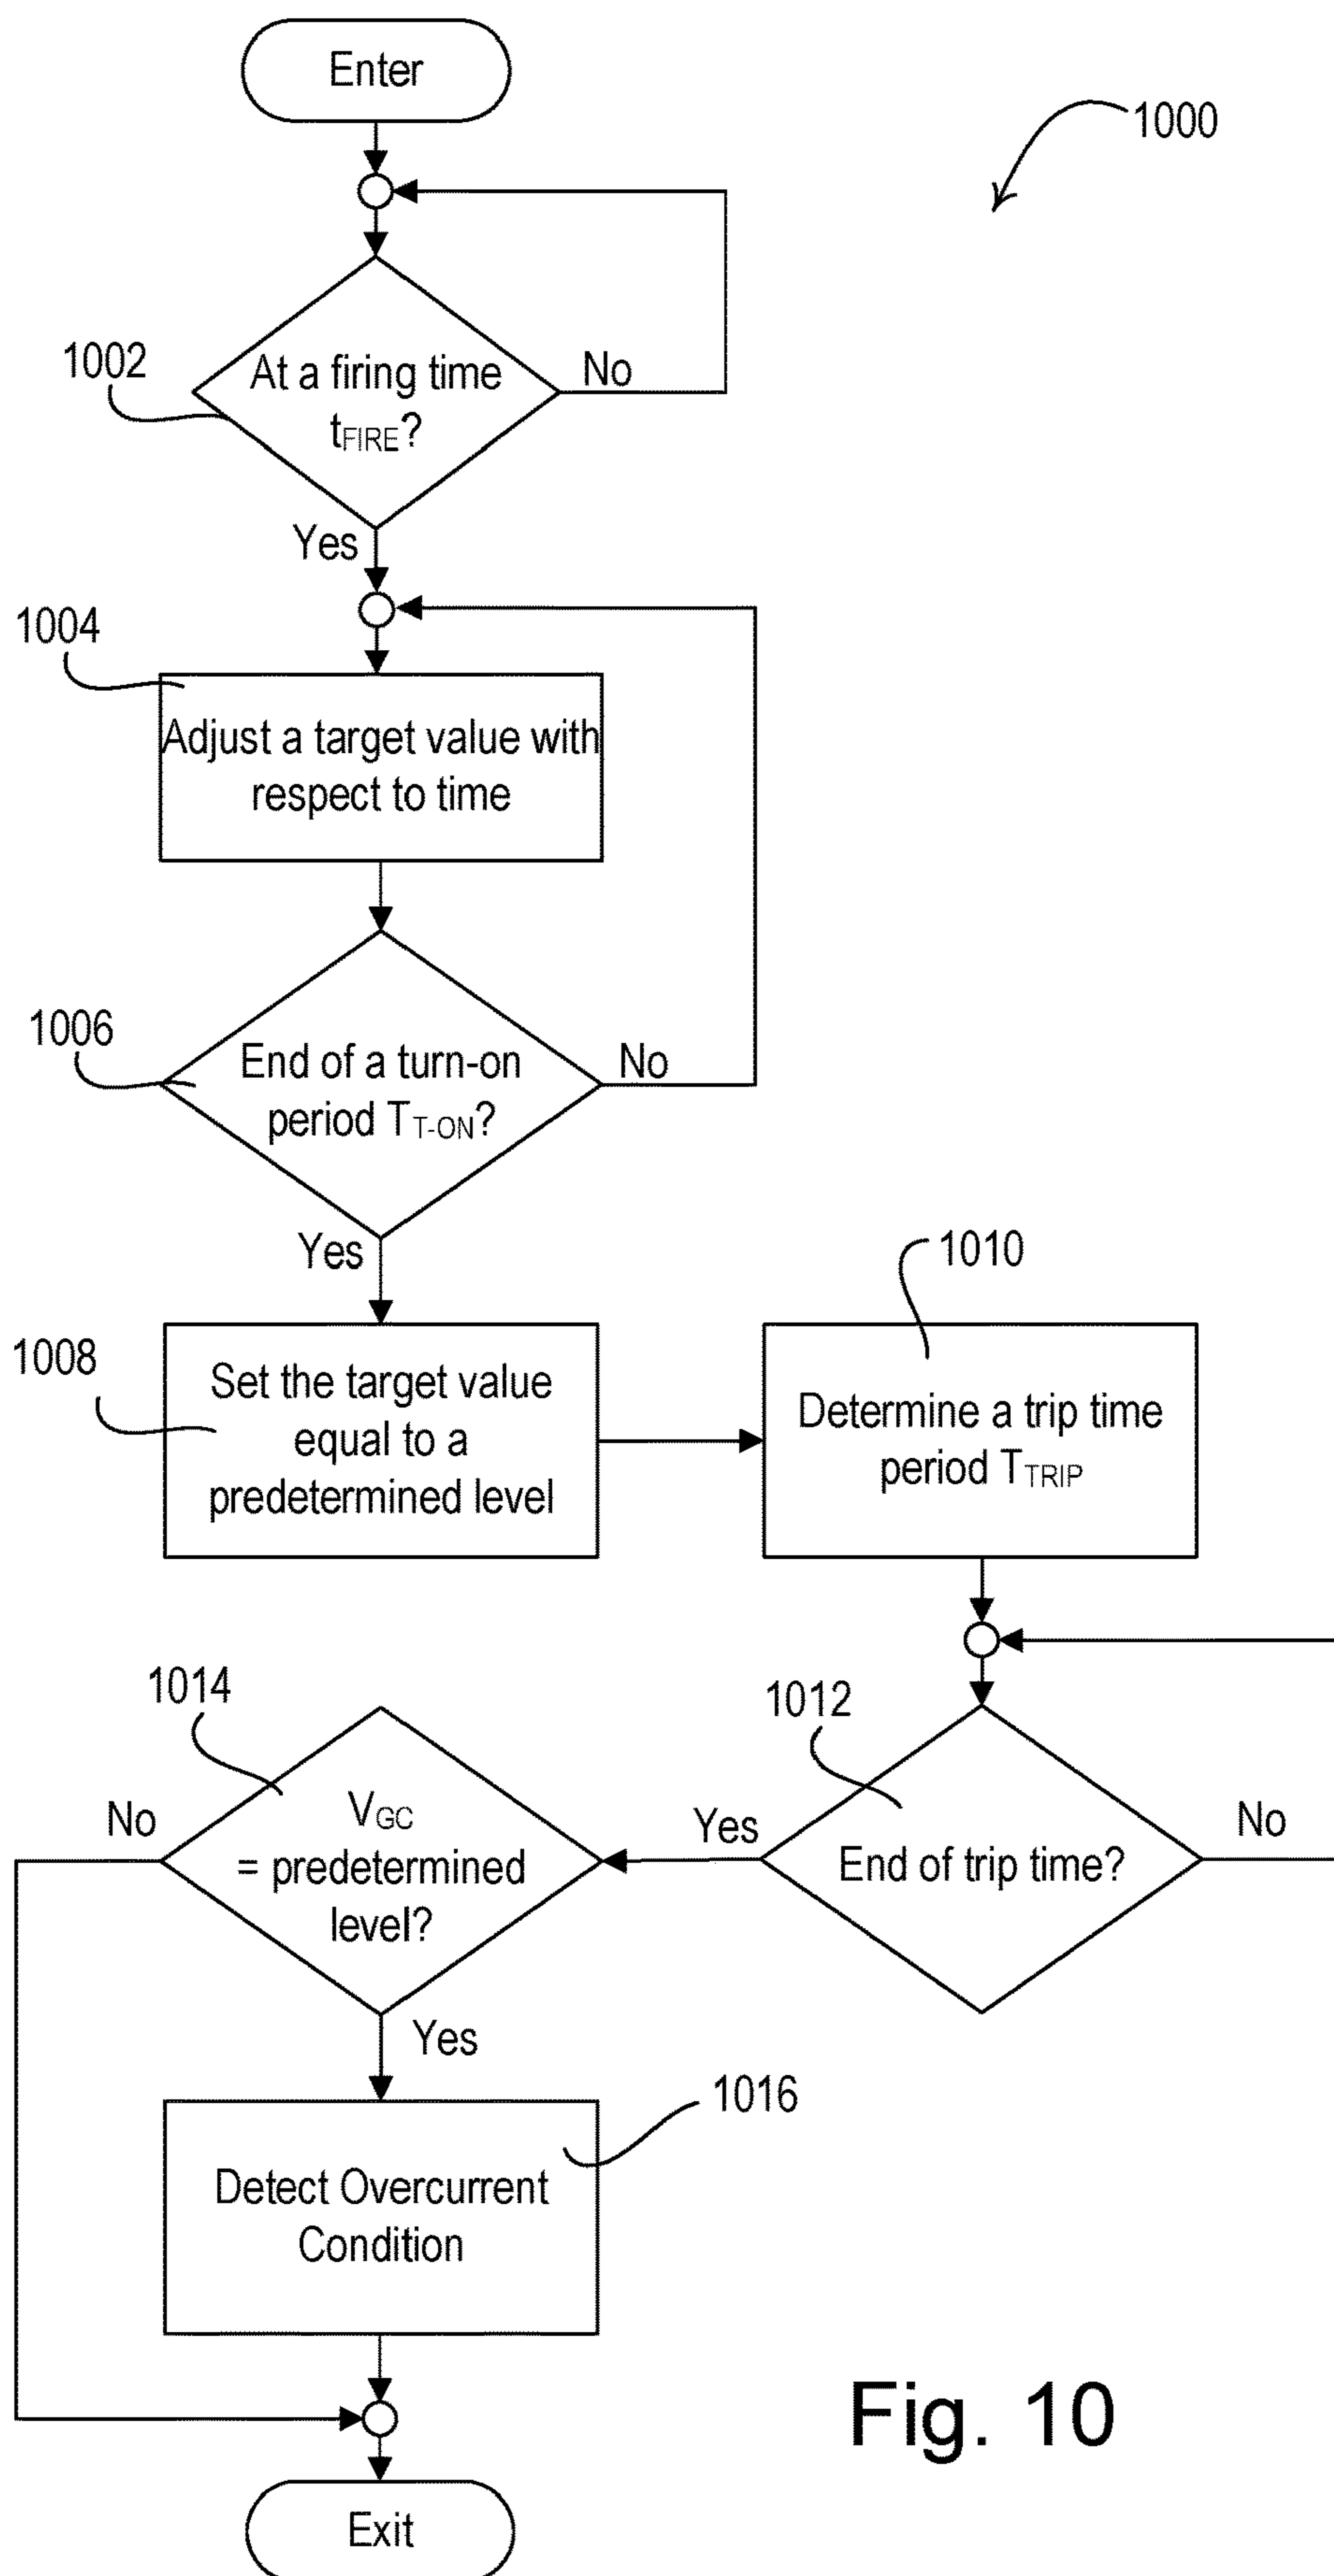 Enter
1000
1002
At a firing time
tFIRE?
No
Yes
1004
Adjust a target value with
respect to time
1006
End of a turn-on
period TT-ON?
No
Yes
1008
Set the target value
equal to a
predetermined level
1010
Determine a trip time
period TTRIP
1012
End of trip time?
No
Yes
1014
VGC
= predetermined
level?
No
Yes
1016
Detect Overcurrent
Condition
Exit
Fig. 10